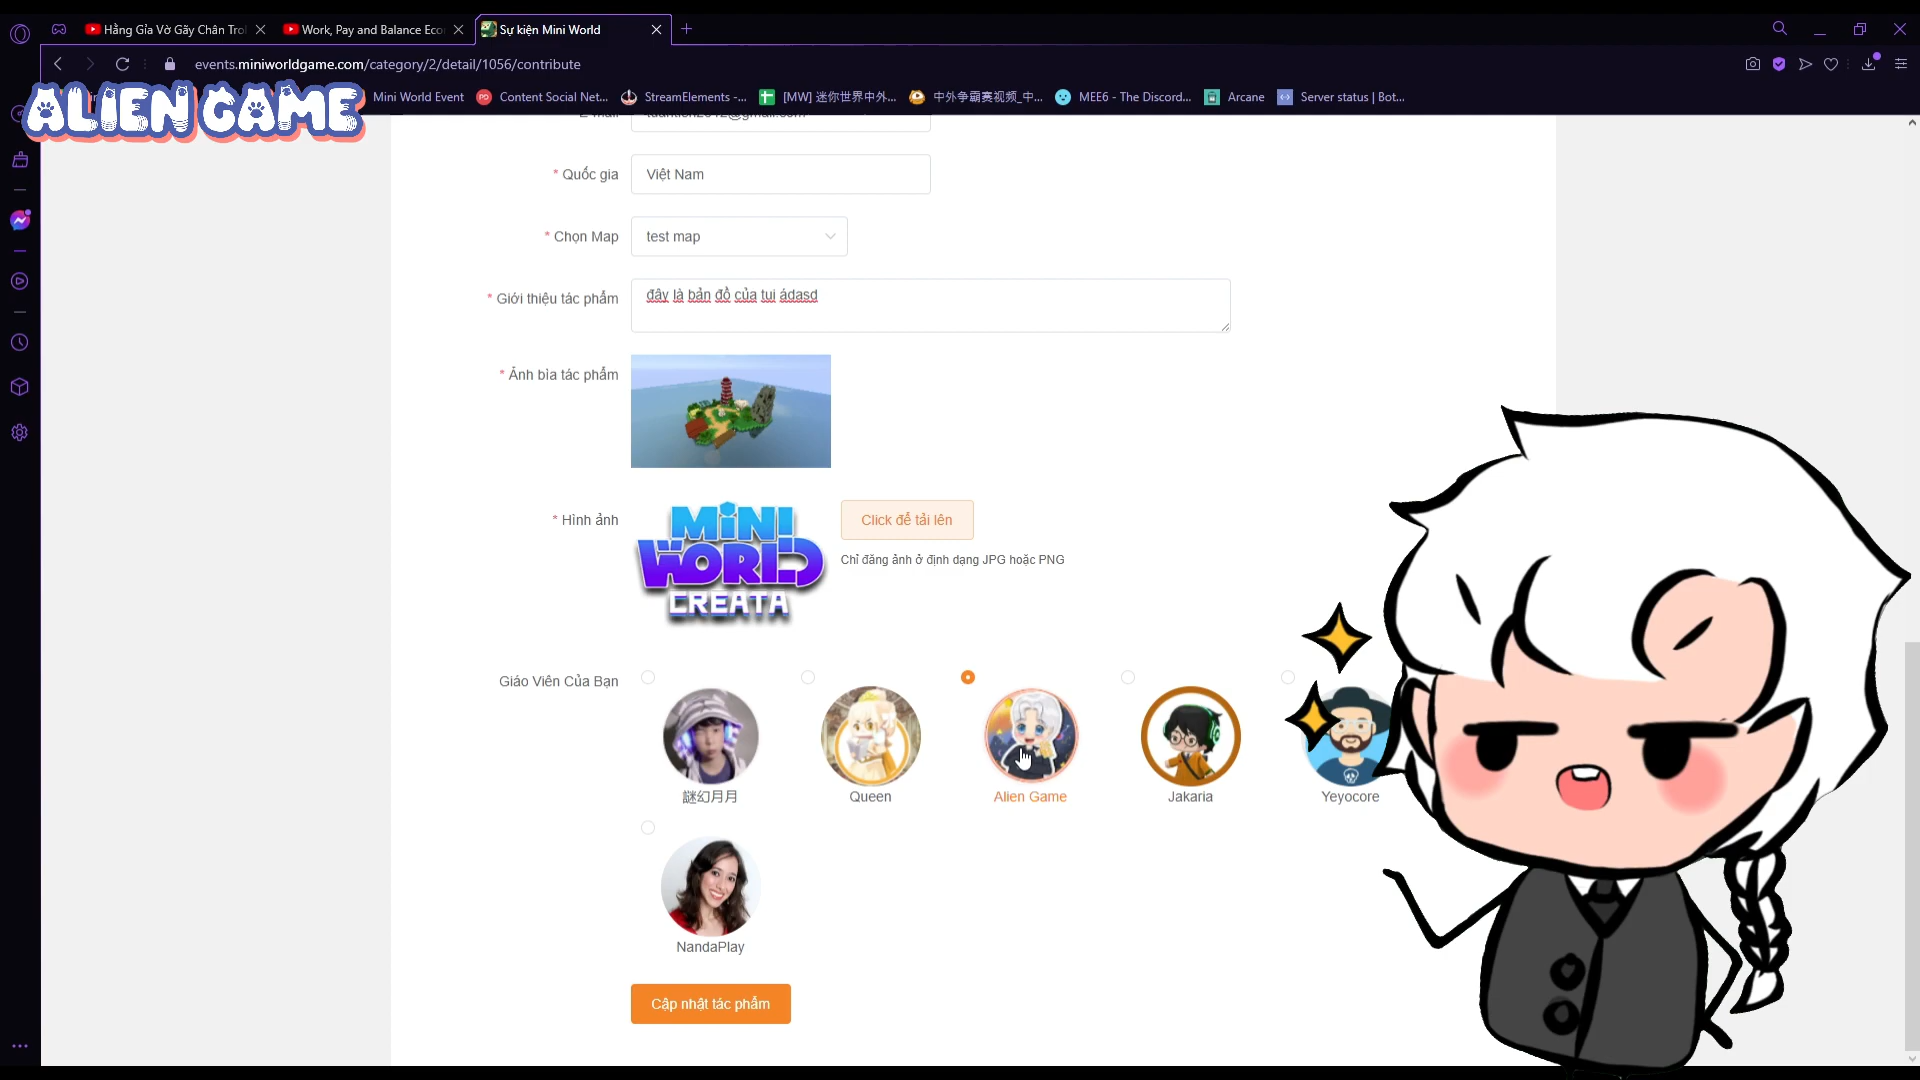 Hằng Gỉa Vờ Gãy Chân Trol
Work, Pay and Balance Eco
Sự kiện Mini World
events.miniworldgame.com/category/2/detail/1056/contribute
ALIEN GAME
Mini World Event
Content Social Net...
StreamElements -...
[MW] 迷你世界中外...
中外争霸赛视频_中...
MEE6 - The Discord...
Arcane
Server status | Bot...
* Quốc gia
Việt Nam
* Chọn Map
test map
* Giới thiệu tác phẩm
đây là bản đồ của tui ádasd
* Ảnh bìa tác phẩm
* Hình ảnh
MINI
WORLD
CREATA
Click để tải lên
Chỉ đăng ảnh ở định dạng JPG hoặc PNG
Giáo Viên Của Bạn
謎幻月月
Queen
Alien Game
Jakaria
Yeyocore
NandaPlay
Cập nhật tác phẩm